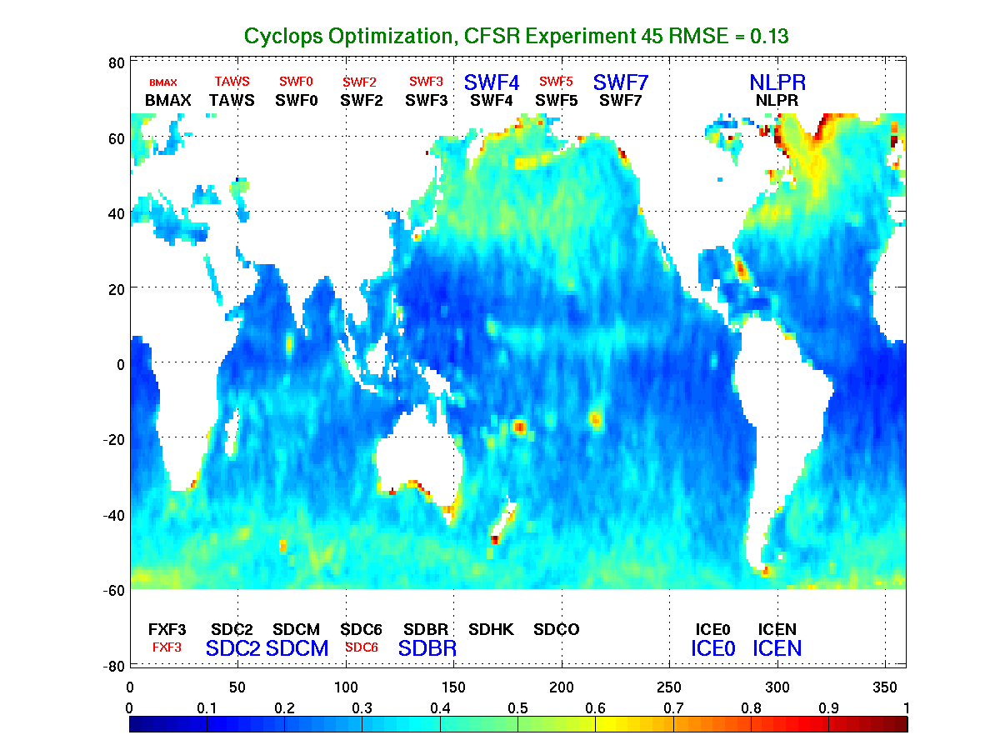 Cyclops Optimization, CFSR Experiment 45 RMSE = 0.13
80
BMAX TAWS SWF0 SWF2 SWF3 SWF4 SWF5 SWF7 NLPR
BMAX TAWS SWF0 SWF2 SWF3 SWF4 SWF5 SWF7 NLPR
60
40
20
0
-20
-40
-60
FXF3 SDC2 SDCM SDC6 SDBR SDHK SDCO ICE0 ICEN
FXF3 SDC2 SDCM SDC6 SDBR ICE0 ICEN
-80
0 50 100 150 200 250 300 350
0 0.1 0.2 0.3 0.4 0.5 0.6 0.7 0.8 0.9 1